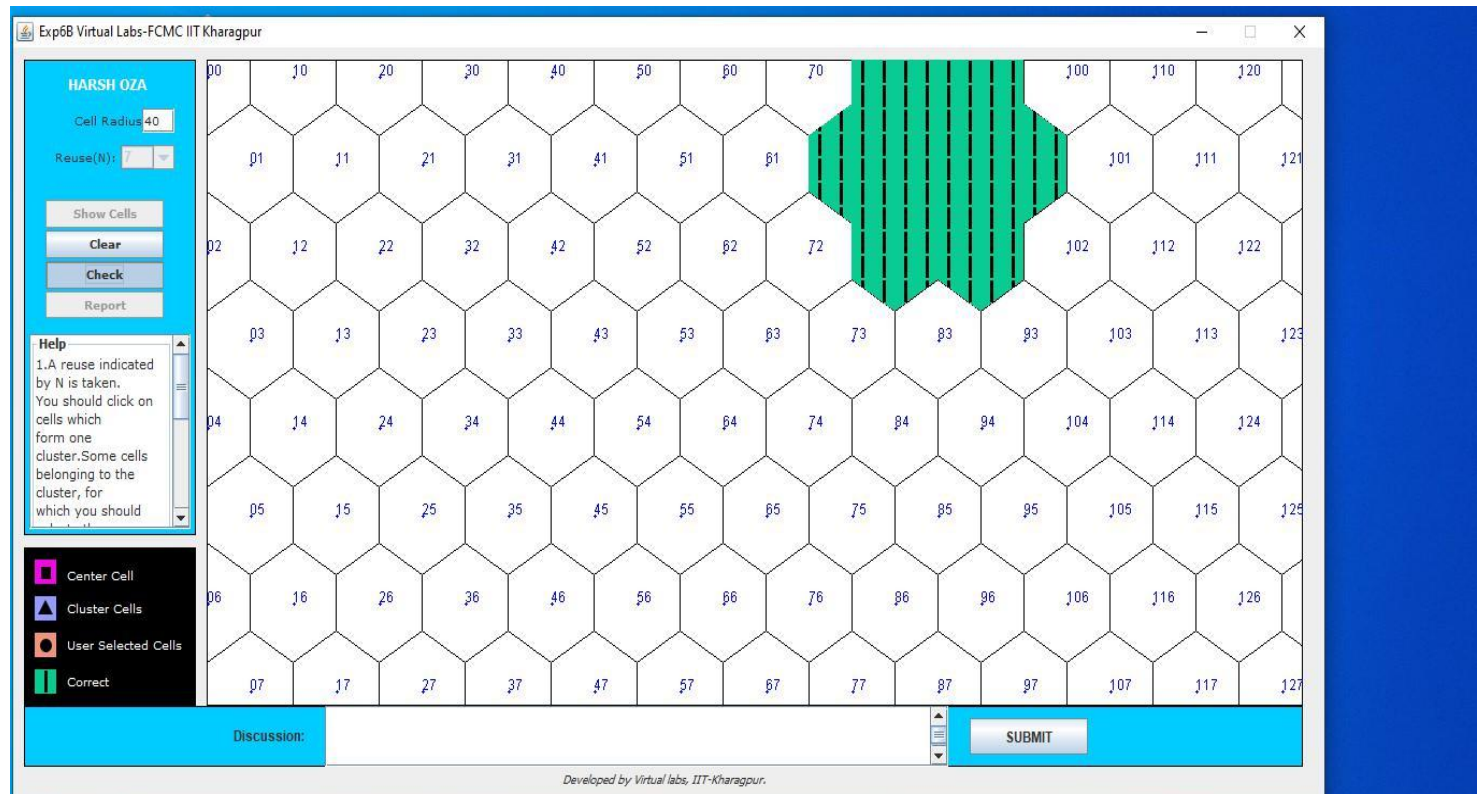 Exp6B Virtual Labs-FCMC IIT Kharagpur
HARSH OZA
Cell Radius 40
Reuse(N): 7
Show Cells
Clear
Check
Report
Help
1.A reuse indicated
by N is taken.
You should click on
cells which
form one
cluster.Some cells
belonging to the
cluster, for
which you should
Center Cell
Cluster Cells
User Selected Cells
Correct
00 10 20 30 40 50 60 70 100 110 120
01 11 21 31 41 51 61 101 111 121
02 12 22 32 42 52 62 72 102 112 122
03 13 23 33 43 53 63 73 83 93 103 113 123
04 14 24 34 44 54 64 74 84 94 104 114 124
05 15 25 35 45 55 65 75 85 95 105 115 125
06 16 26 36 46 56 66 76 86 96 106 116 126
07 17 27 37 47 57 67 77 87 97 107 117 127
Discussion:
SUBMIT
Developed by Virtual labs, IIT-Kharagpur.